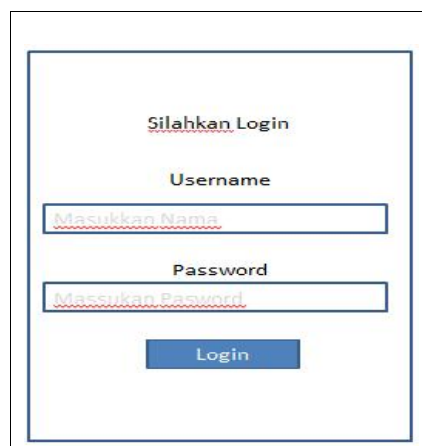 Silahkan Login
Username
Masukkan Nama
Password
Massukan Pasword
Login